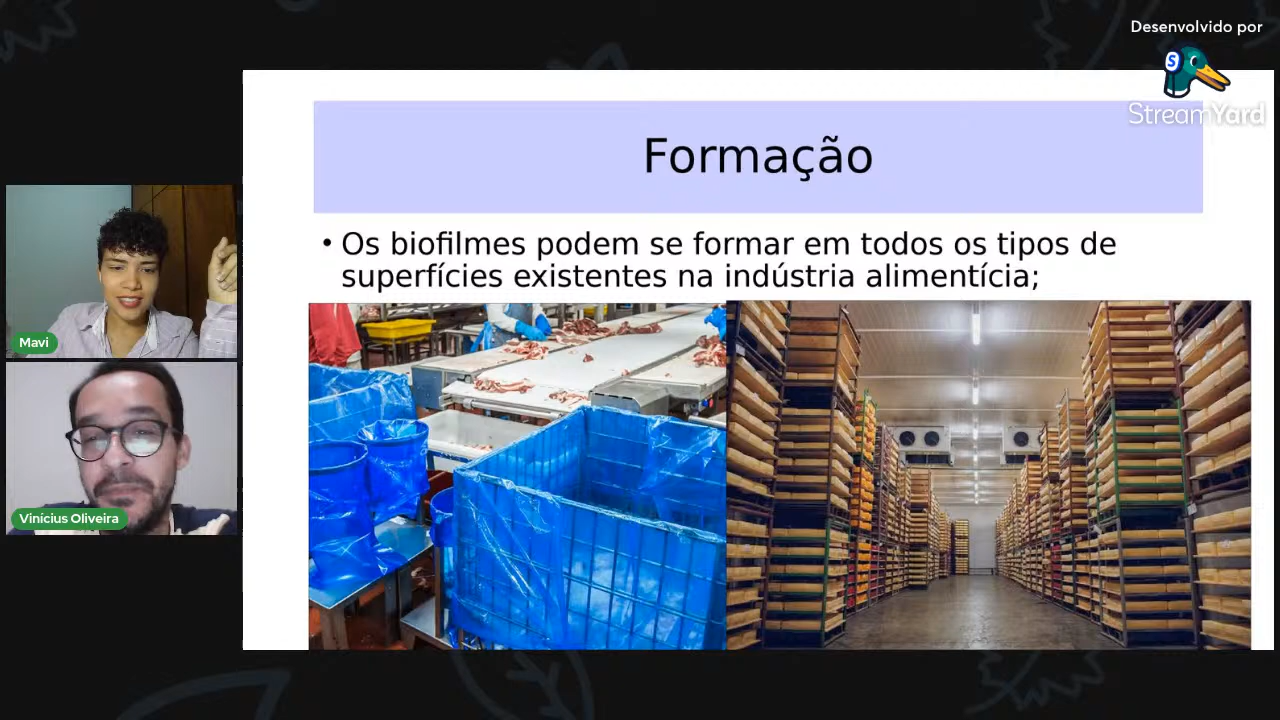 Desenvolvido por
StreamYard
Formação
• Os biofilmes podem se formar em todos os tipos de
superfícies existentes na indústria alimentícia;
Mavi
Vinícius Oliveira